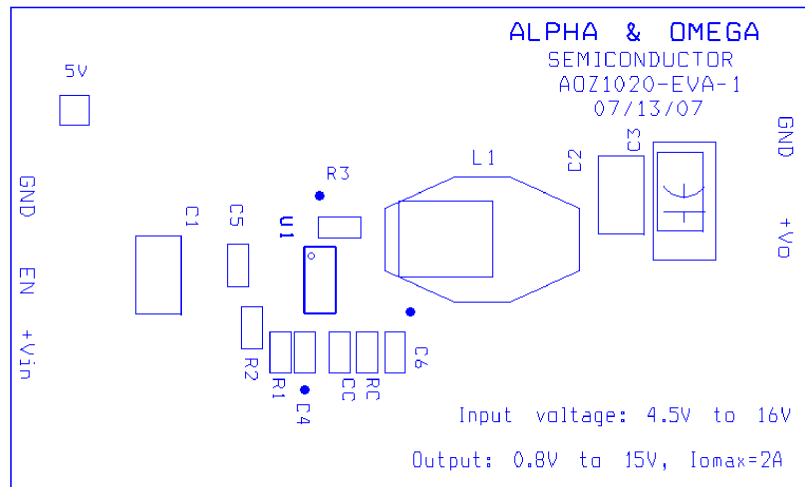 ALPHA & OMEGA
SEMICONDUCTOR
AOZ1020-EVA-1
07/13/07
5V
GND
EN
+Vin
C1
C5
R2
R1
C4
U1
R3
CC
RC
C6
L1
C2
C3
GND
+Vo
Input voltage: 4.5V to 16V
Output: 0.8V to 15V, Iomax=2A